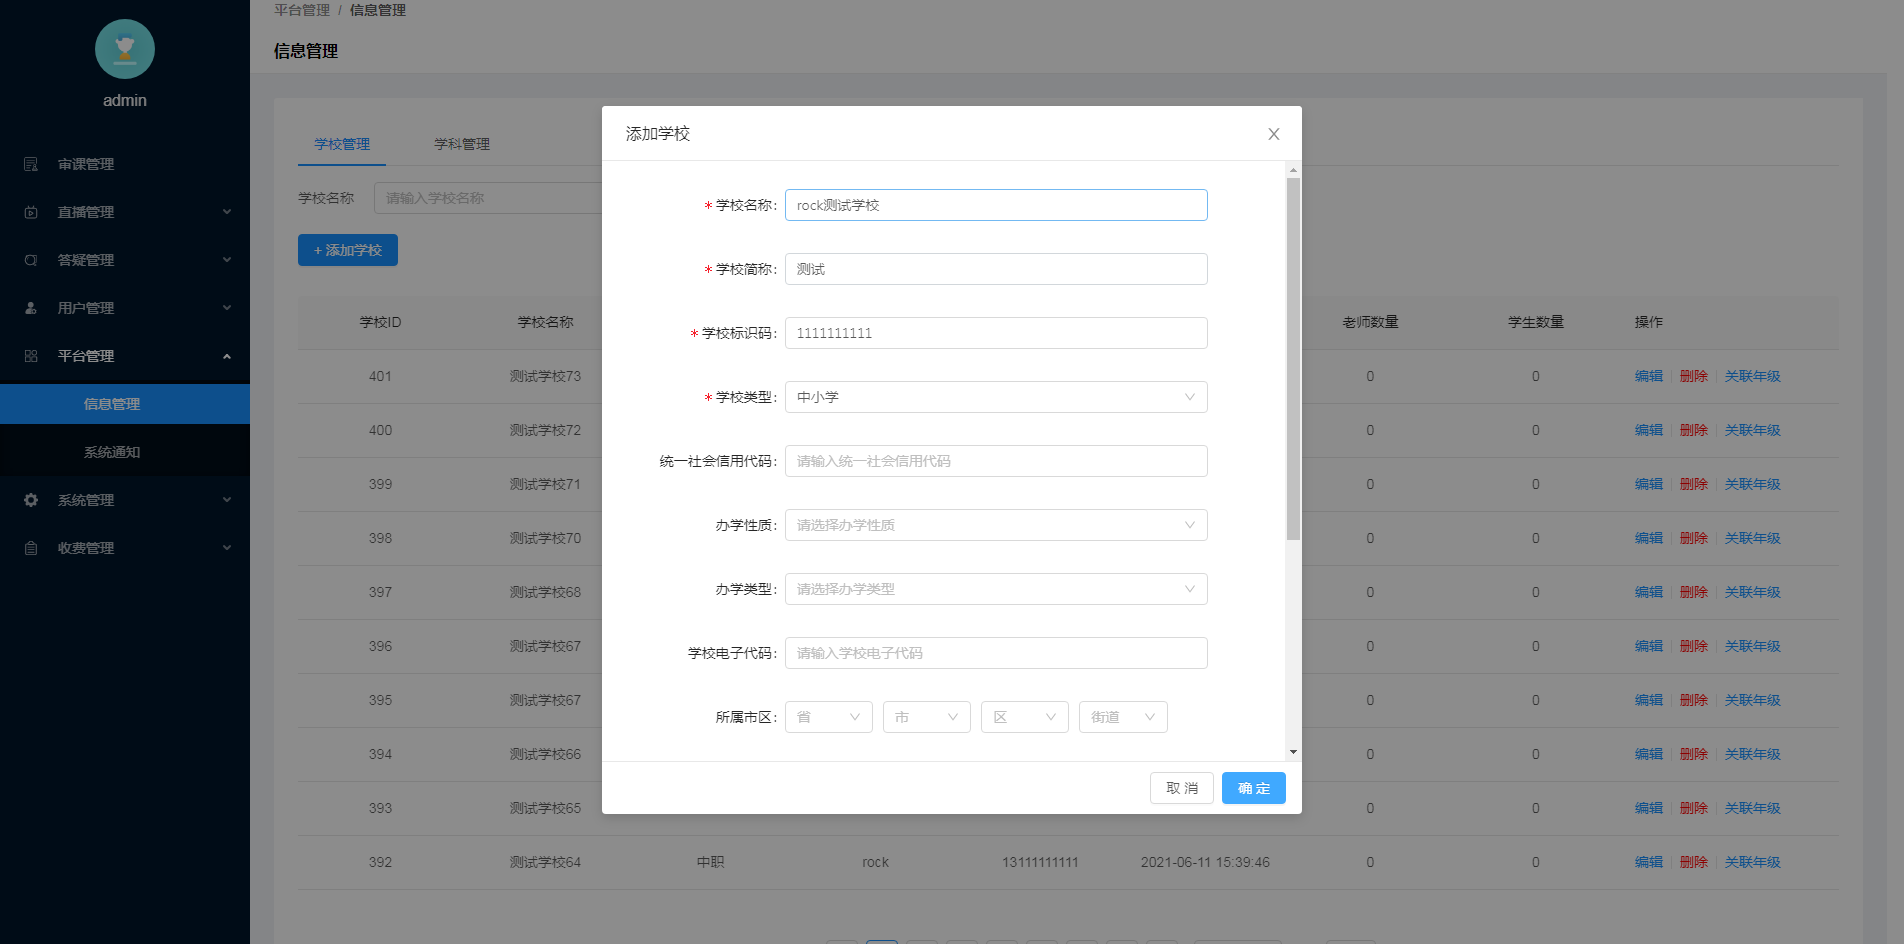 平台管理 / 信息管理
信息管理
admin
审课管理
直播管理
答疑管理
用户管理
平台管理
信息管理
系统通知
系统管理
收费管理
学校管理 学科管理
学校名称 请输入学校名称
+ 添加学校
学校ID 学校名称 老师数量 学生数量 操作
401 测试学校73 0 0 编辑 删除 关联年级
400 测试学校72 0 0 编辑 删除 关联年级
399 测试学校71 0 0 编辑 删除 关联年级
398 测试学校70 0 0 编辑 删除 关联年级
397 测试学校68 0 0 编辑 删除 关联年级
396 测试学校67 0 0 编辑 删除 关联年级
395 测试学校67 0 0 编辑 删除 关联年级
394 测试学校66 0 0 编辑 删除 关联年级
393 测试学校65 0 0 编辑 删除 关联年级
392 测试学校64 中职 rock 13111111111 2021-06-11 15:39:46 0 0 编辑 删除 关联年级
添加学校
* 学校名称: rock测试学校
* 学校简称: 测试
* 学校标识码: 1111111111
* 学校类型: 中小学
统一社会信用代码: 请输入统一社会信用代码
办学性质: 请选择办学性质
办学类型: 请选择办学类型
学校电子代码: 请输入学校电子代码
所属市区: 省 市 区 街道
取 消 确 定